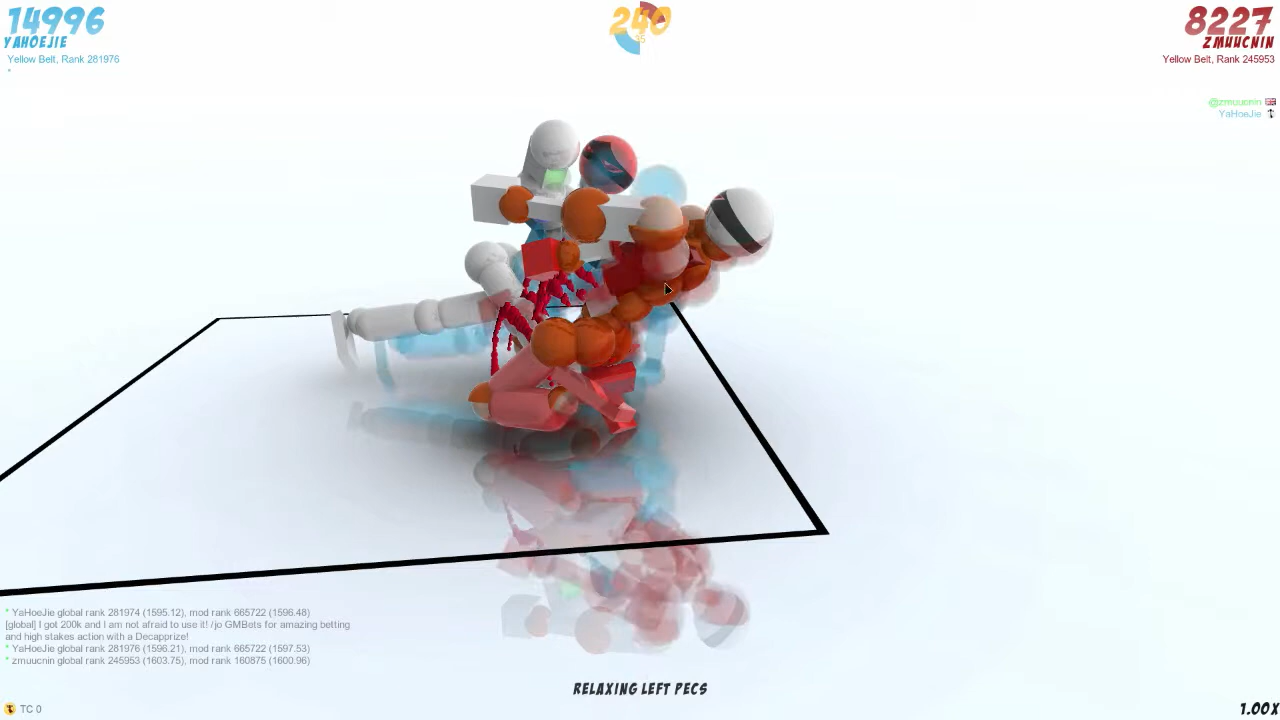 14996
YAHOEJIE
Yellow Belt, Rank 281976
*
240
35
8227
ZMUUCNIN
Yellow Belt, Rank 245953
@zmuucnin
YaHoeJie
* YaHoeJie global rank 281974 (1595.12), mod rank 665722 (1596.48)
[global] I got 200k and I am not afraid to use it! /jo GMBets for amazing betting
and high stakes action with a Decapprize!
* YaHoeJie global rank 281976 (1596.21), mod rank 665722 (1597.53)
* zmuucnin global rank 245953 (1603.75), mod rank 160875 (1600.96)
RELAXING LEFT PECS
TC 0
1.00X